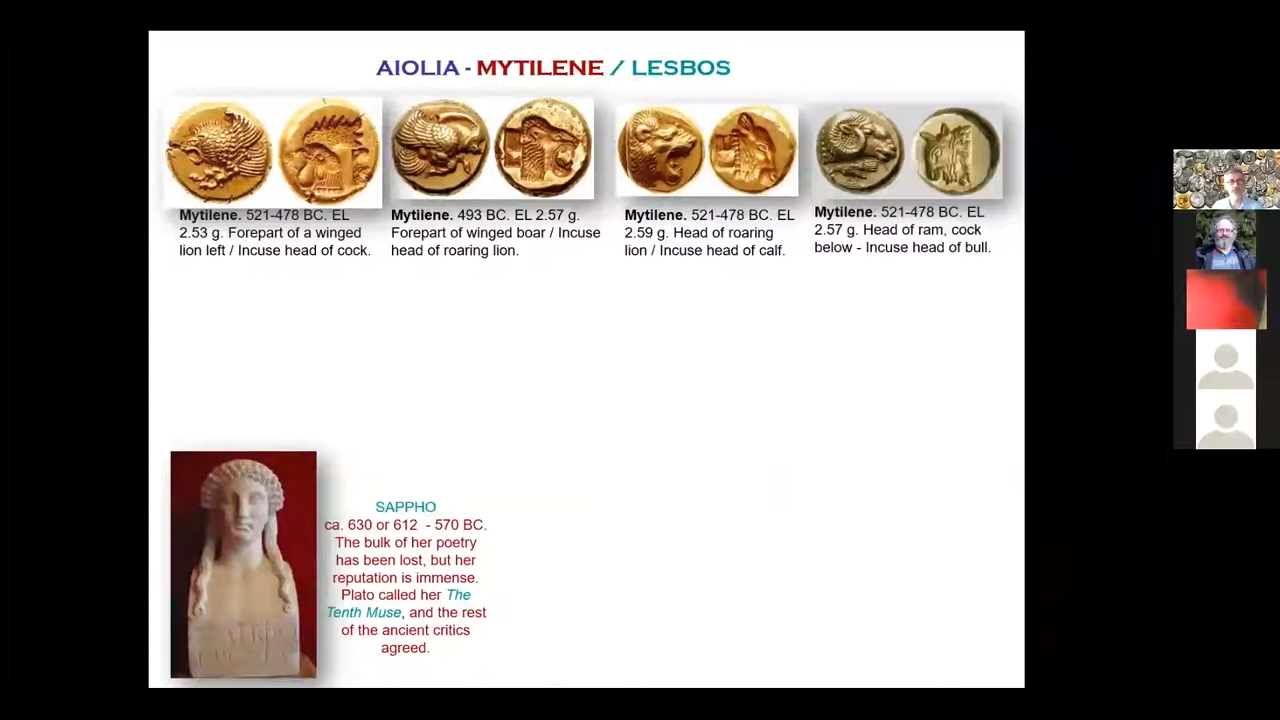 AIOLIA - MYTILENE / LESBOS
Mytilene. 521-478 BC. EL
2.53 g. Forepart of a winged
lion left / Incuse head of cock.
Mytilene. 493 BC. EL 2.57 g.
Forepart of winged boar / Incuse
head of roaring lion.
Mytilene. 521-478 BC. EL
2.59 g. Head of roaring
lion / Incuse head of calf.
Mytilene. 521-478 BC. EL
2.57 g. Head of ram, cock
below - Incuse head of bull.
SAPPHO
ca. 630 or 612 - 570 BC.
The bulk of her poetry
has been lost, but her
reputation is immense.
Plato called her The
Tenth Muse, and the rest
of the ancient critics
agreed.